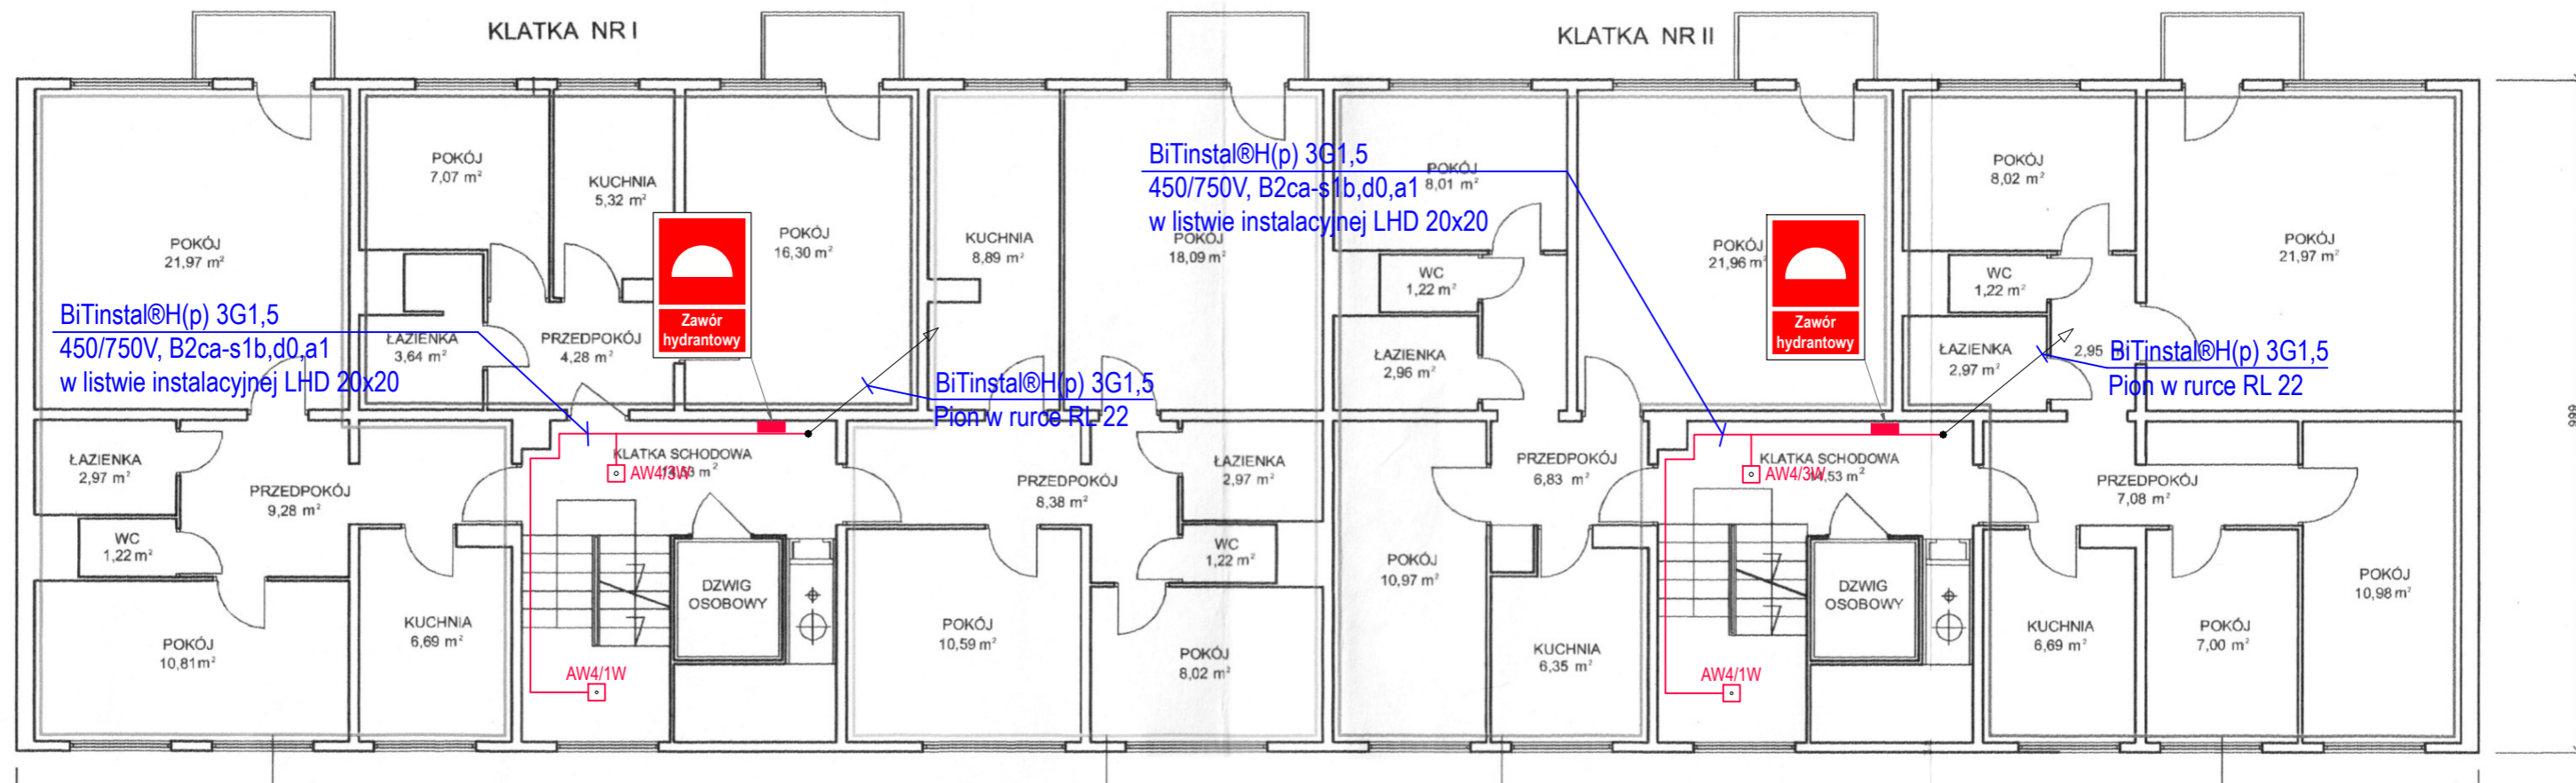 KLATKA NR I
KLATKA NR II
POKÓJ
21,97 m²
POKÓJ
7,07 m²
KUCHNIA
5,32 m²
POKÓJ
16,30 m²
KUCHNIA
8,89 m²
POKÓJ
18,09 m²
BiTinstal®H(p) 3G1,5
450/750V, B2ca-s1b,d0,a1
w listwie instalacyjnej LHD 20x20
POKÓJ
8,01 m²
POKÓJ
21,96 m²
POKÓJ
8,02 m²
POKÓJ
21,97 m²
WC
1,22 m²
WC
1,22 m²
Zawór
hydrantowy
Zawór
hydrantowy
BiTinstal®H(p) 3G1,5
450/750V, B2ca-s1b,d0,a1
w listwie instalacyjnej LHD 20x20
ŁAZIENKA
3,64 m²
PRZEDPOKÓJ
4,28 m²
BiTinstal®H(p) 3G1,5
Pion w rurce RL 22
ŁAZIENKA
2,96 m²
ŁAZIENKA
2,97 m²
2,95
BiTinstal®H(p) 3G1,5
Pion w rurce RL 22
999
ŁAZIENKA
2,97 m²
PRZEDPOKÓJ
9,28 m²
WC
1,22 m²
KLATKA SCHODOWA
AW4/3W
PRZEDPOKÓJ
8,38 m²
ŁAZIENKA
2,97 m²
WC
1,22 m²
PRZEDPOKÓJ
6,83 m²
KLATKA SCHODOWA
AW4/3W
14,53 m²
PRZEDPOKÓJ
7,08 m²
POKÓJ
10,81m²
KUCHNIA
6,69 m²
DZWIG
OSOBOWY
AW4/1W
POKÓJ
10,59 m²
POKÓJ
8,02 m²
POKÓJ
10,97 m²
KUCHNIA
6,35 m²
AW4/1W
DZWIG
OSOBOWY
KUCHNIA
6,69 m²
POKÓJ
7,00 m²
POKÓJ
10,98 m²